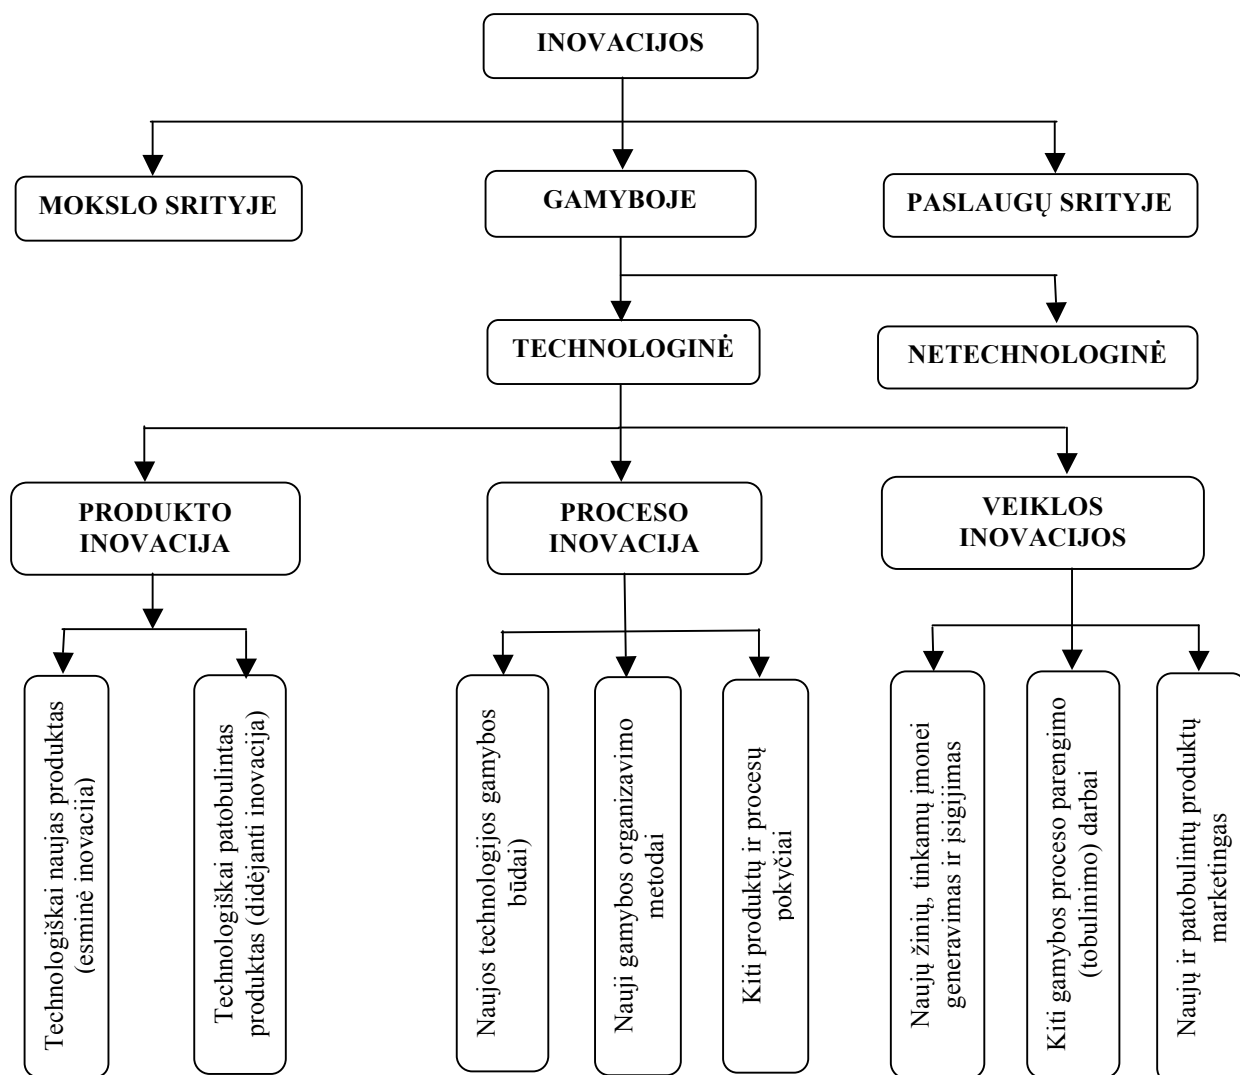 INOVACIJOS
MOKSLO SRITYJE
GAMYBOJE
PASLAUGŲ SRITYJE
TECHNOLOGINĖ
NETECHNOLOGINĖ
PRODUKTO
INOVACIJA
PROCESO
INOVACIJA
VEIKLOS
INOVACIJOS
Technologiškai naujas produktas
(esminė inovacija)
Technologiškai patobulintas
produktas (didėjanti inovacija)
Naujos technologijos gamybos
būdai)
Nauji gamybos organizavimo
metodai
Kiti produktų ir procesų
pokyčiai
Naujų žinių, tinkamų įmonei
generavimas ir įsigijimas
Kiti gamybos proceso parengimo
(tobulinimo) darbai
Naujų ir patobulintų produktų
marketingas